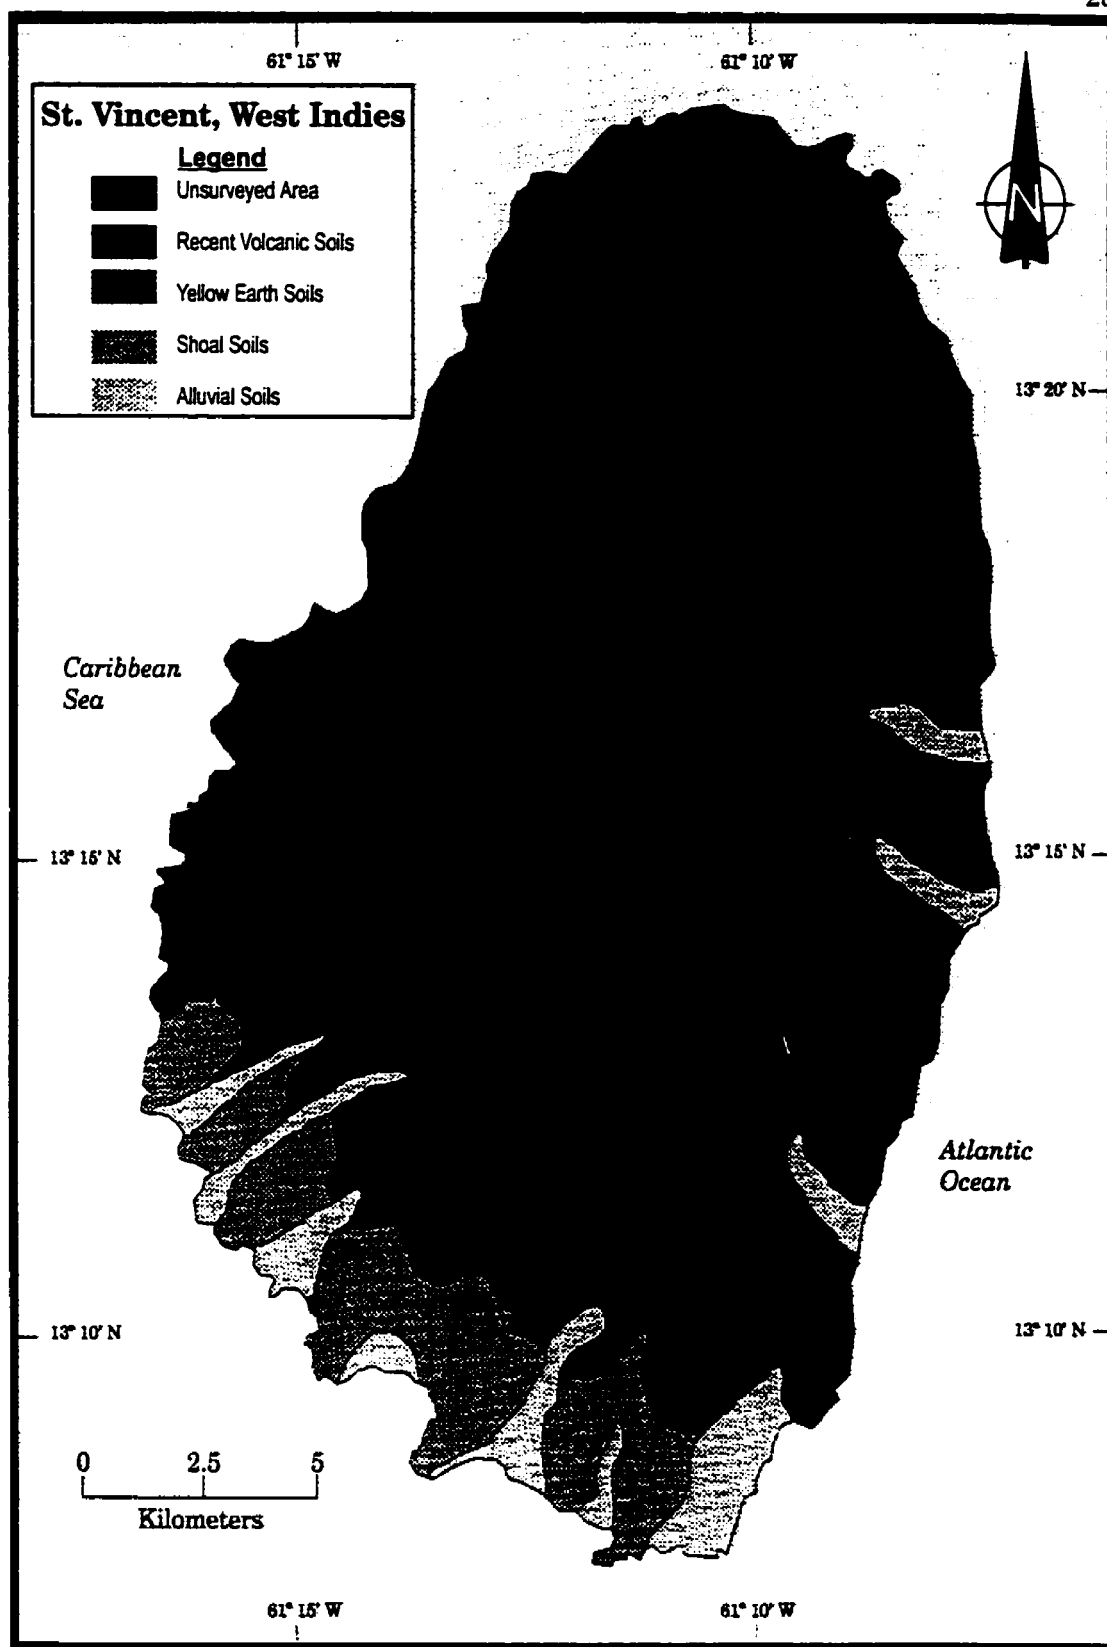 61° 15' W
61° 10' W
St. Vincent, West Indies
Legend
Unsurveyed Area
Recent Volcanic Soils
Yellow Earth Soils
Shoal Soils
Alluvial Soils
N
13° 20' N
Caribbean
Sea
13° 15' N
13° 15' N
Atlantic
Ocean
13° 10' N
13° 10' N
0 2.5 5
Kilometers
61° 15' W
61° 10' W